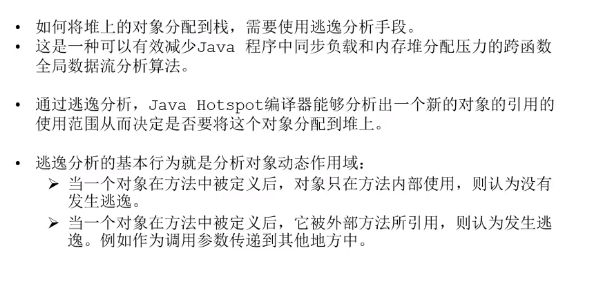 • 如何将堆上的对象分配到栈，需要使用逃逸分析手段。
• 这是一种可以有效减少Java 程序中同步负载和内存堆分配压力的跨函数
全局数据流分析算法。
• 通过逃逸分析，Java Hotspot编译器能够分析出一个新的对象的引用的
使用范围从而决定是否要将这个对象分配到堆上。
• 逃逸分析的基本行为就是分析对象动态作用域：
➢ 当一个对象在方法中被定义后，对象只在方法内部使用，则认为没有
发生逃逸。
➢ 当一个对象在方法中被定义后，它被外部方法所引用，则认为发生逃
逸。例如作为调用参数传递到其他地方中。